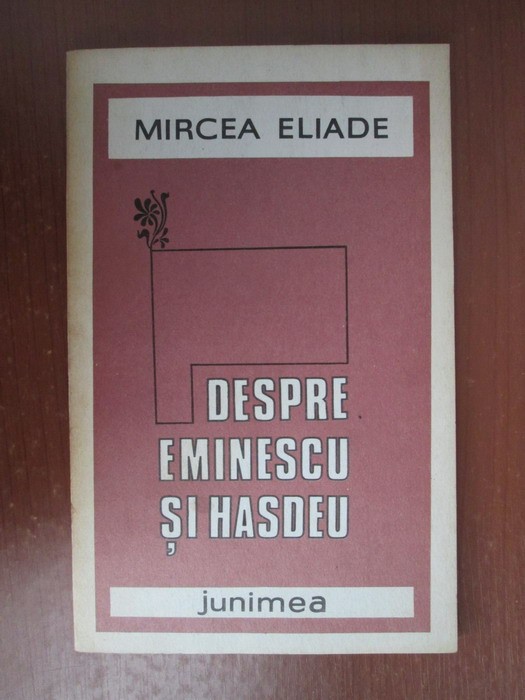 MIRCEA ELIADE
DESPRE
EMINESCU
ȘI HASDEU
junimea